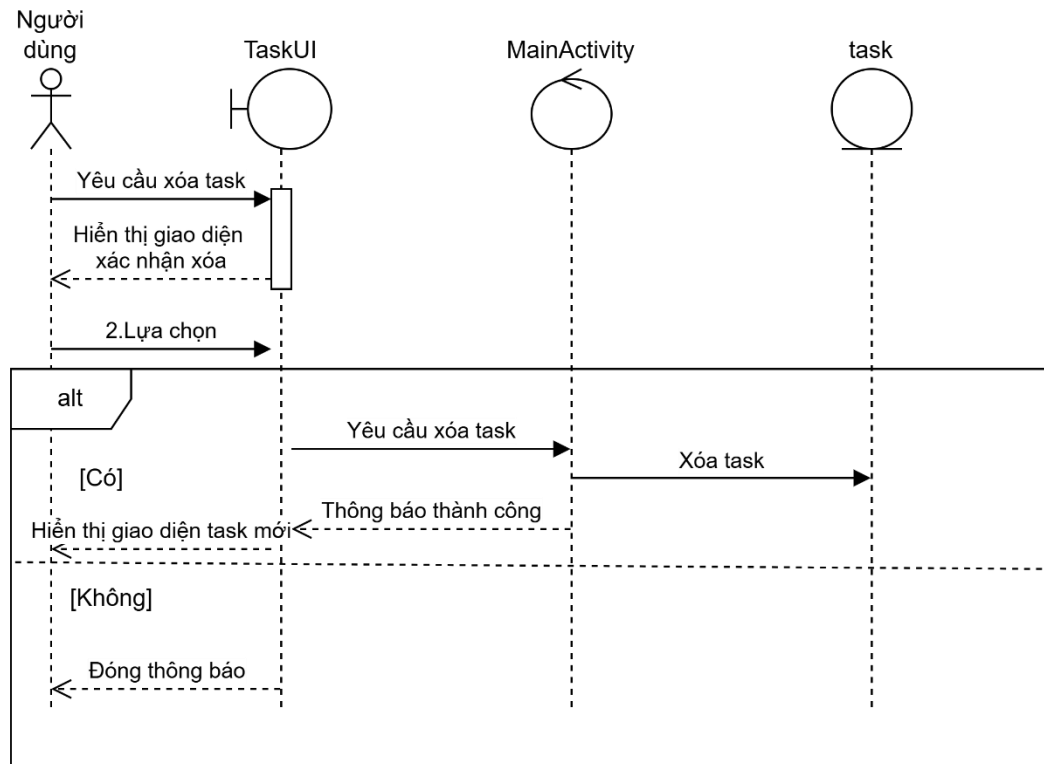 Người
dùng
TaskUI
MainActivity
task
Yêu cầu xóa task
Hiển thị giao diện
xác nhận xóa
2.Lựa chọn
alt
Yêu cầu xóa task
Xóa task
[Có]
Thông báo thành công
Hiển thị giao diện task mới
[Không]
Đóng thông báo